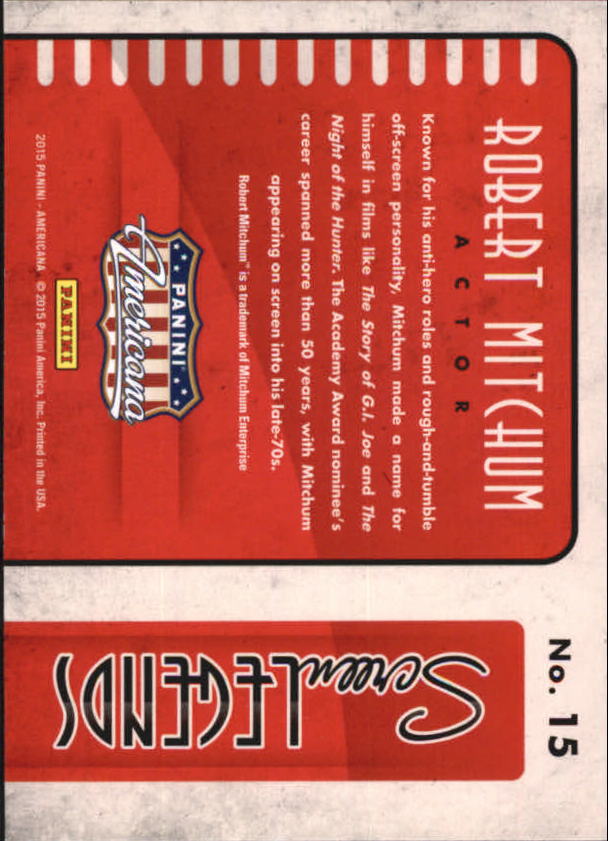 ROBERT MITCHUM
ACTOR
Known for his anti-hero roles and rough-and-tumble
off-screen personality, Mitchum made a name for
himself in films like The Story of G.I. Joe and The
Night of the Hunter. The Academy Award nominee's
career spanned more than 50 years, with Mitchum
appearing on screen into his late-70s.
Robert Mitchum™ is a trademark of Mitchum Enterprise
PANINI
Americana
PANINI
2015 PANINI - AMERICANA © 2015 Panini America, Inc. Printed in the USA.
No. 15
Screen LEGENDS